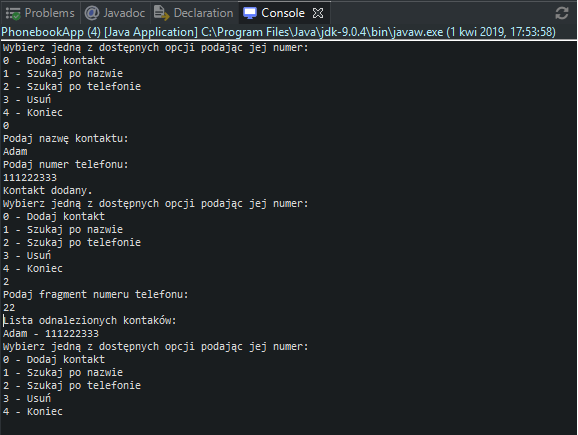 Problems Javadoc Declaration Console
PhonebookApp (4) [Java Application] C:\Program Files\Java\jdk-9.0.4\bin\javaw.exe (1 kwi 2019, 17:53:58)
Wybierz jedną z dostępnych opcji podając jej numer:
0 - Dodaj kontakt
1 - Szukaj po nazwie
2 - Szukaj po telefonie
3 - Usuń
4 - Koniec
0
Podaj nazwę kontaktu:
Adam
Podaj numer telefonu:
111222333
Kontakt dodany.
Wybierz jedną z dostępnych opcji podając jej numer:
0 - Dodaj kontakt
1 - Szukaj po nazwie
2 - Szukaj po telefonie
3 - Usuń
4 - Koniec
2
Podaj fragment numeru telefonu:
22
Lista odnalezionych kontaków:
Adam - 111222333
Wybierz jedną z dostępnych opcji podając jej numer:
0 - Dodaj kontakt
1 - Szukaj po nazwie
2 - Szukaj po telefonie
3 - Usuń
4 - Koniec